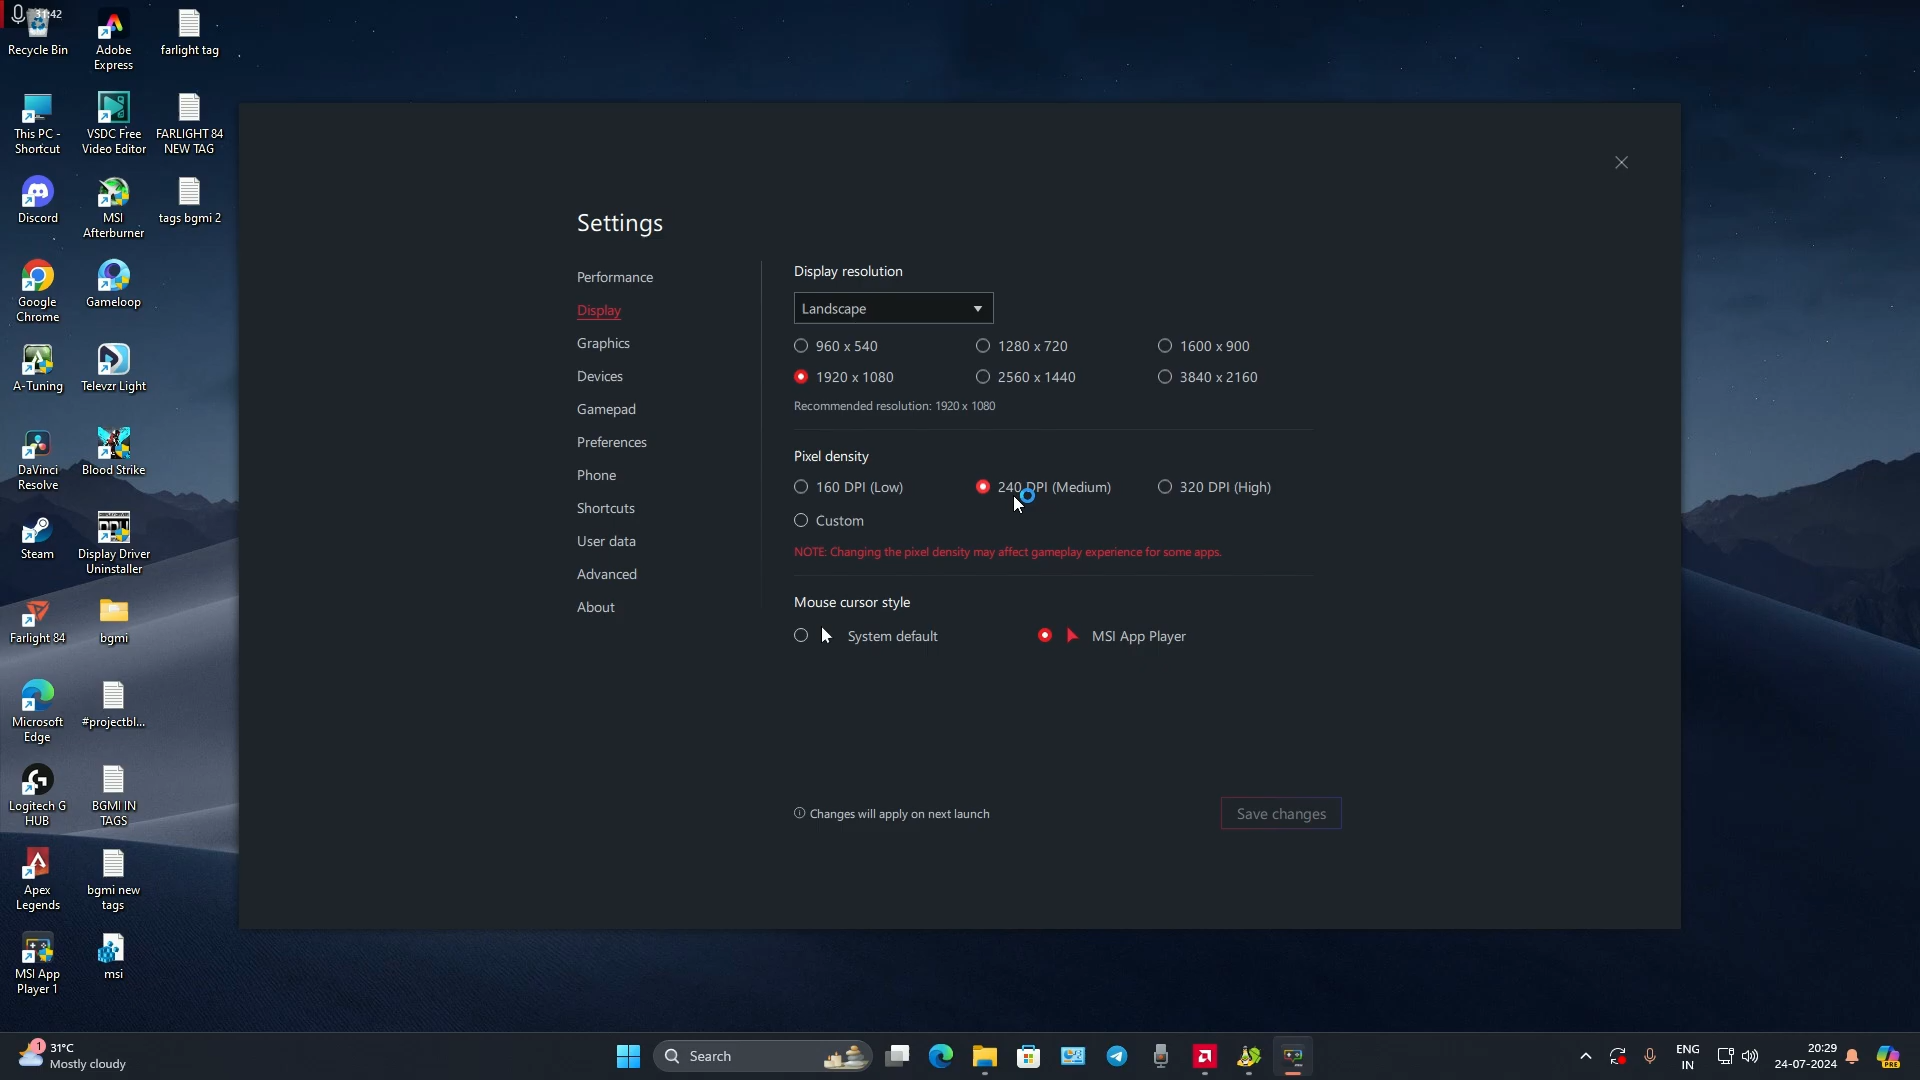 31:42
Recycle Bin
Adobe
Express
farlight tag
This PC -
Shortcut
VSDC Free
Video Editor
FARLIGHT 84
NEW TAG
Discord
MSI
Afterburner
tags bgmi 2
Google
Chrome
Gameloop
A-Tuning
Televzr Light
DaVinci
Resolve
Blood Strike
Steam
Display Driver
Uninstaller
Farlight 84
bgmi
Microsoft
Edge
#projectbl...
Logitech G
HUB
BGMI IN
TAGS
Apex
Legends
bgmi new
tags
MSI App
Player 1
msi
Settings
Performance
Display
Graphics
Devices
Gamepad
Preferences
Phone
Shortcuts
User data
Advanced
About
Display resolution
Landscape
960 x 540
1280 x 720
1600 x 900
1920 x 1080
2560 x 1440
3840 x 2160
Recommended resolution: 1920 x 1080
Pixel density
160 DPI (Low)
240 DPI (Medium)
320 DPI (High)
Custom
NOTE: Changing the pixel density may affect gameplay experience for some apps.
Mouse cursor style
System default
MSI App Player
Changes will apply on next launch
Save changes
1
31°C
Mostly cloudy
Search
ENG
IN
20:29
24-07-2024
PRE